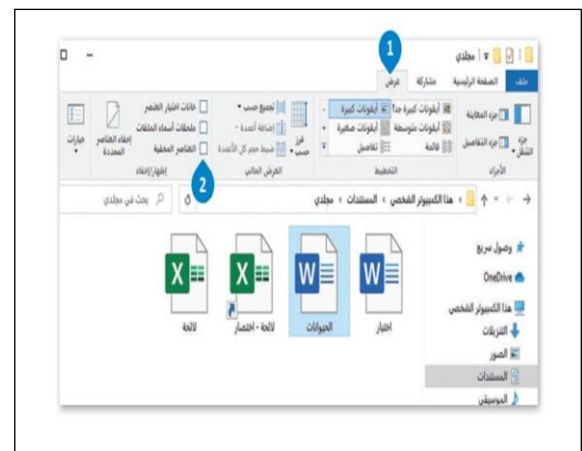 مجلدي
1
ملف الصفحة الرئيسية مشاركة عرض
جزء التنقل
جزء المعاينة
جزء التفاصيل
الأجزاء
أيقونات كبيرة جدًا أيقونات كبيرة
أيقونات متوسطة أيقونات صغيرة
قائمة تفاصيل
التخطيط
فرز حسب
تجميع حسب
إضافة أعمدة
ضبط حجم كل الأعمدة
العرض الحالي
خانات اختيار العنصر
ملحقات أسماء الملفات
العناصر المخفية
إخفاء العناصر المحددة
إظهار/إخفاء
خيارات
2
هذا الكمبيوتر الشخصي › المستندات › مجلدي
بحث في مجلدي
وصول سريع
OneDrive
هذا الكمبيوتر الشخصي
التنزيلات
الصور
المستندات
الموسيقى
W
اختبار
W
الحيوانات
X
لائحة - اختصار
X
لائحة